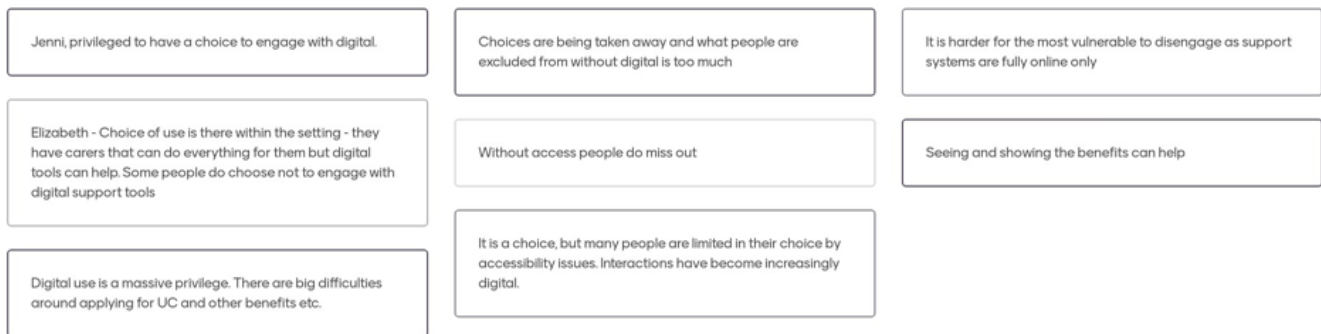 Jenni, privileged to have a choice to engage with digital.
Elizabeth - Choice of use is there within the setting - they
have carers that can do everything for them but digital
tools can help. Some people do choose not to engage with
digital support tools
Digital use is a massive privilege. There are big difficulties
around applying for UC and other benefits etc.
Choices are being taken away and what people are
excluded from without digital is too much
Without access people do miss out
It is a choice, but many people are limited in their choice by
accessibility issues. Interactions have become increasingly
digital.
It is harder for the most vulnerable to disengage as support
systems are fully online only
Seeing and showing the benefits can help